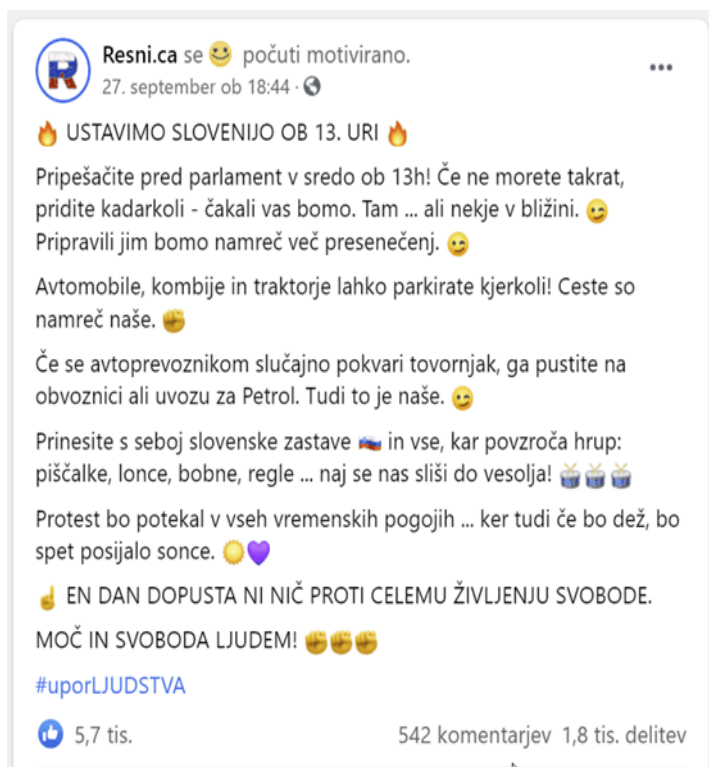 Resni.ca se 😃 počuti motivirano.
27. september ob 18:44 ·
🔥 USTAVIMO SLOVENIJO OB 13. URI 🔥
Pripešačite pred parlament v sredo ob 13h! Če ne morete takrat,
pridite kadarkoli - čakali vas bomo. Tam ... ali nekje v bližini. 😉
Pripravili jim bomo namreč več presenečenj. 😉
Avtomobile, kombije in traktorje lahko parkirate kjerkoli! Ceste so
namreč naše. ✊
Če se avtoprevoznikom slučajno pokvari tovornjak, ga pustite na
obvoznici ali uvozu za Petrol. Tudi to je naše. 😉
Prinesite s seboj slovenske zastave 🇸🇮 in vse, kar povzroča hrup:
piščalke, lonce, bobne, regle ... naj se nas sliši do vesolja! 🥁🥁🥁
Protest bo potekal v vseh vremenskih pogojih ... ker tudi če bo dež, bo
spet posijalo sonce. ☀️💜
☝️ EN DAN DOPUSTA NI NIČ PROTI CELEMU ŽIVLJENJU SVOBODE.
MOČ IN SVOBODA LJUDEM! ✊✊✊
#uporLJUDSTVA
5,7 tis. 542 komentarjev 1,8 tis. delitev